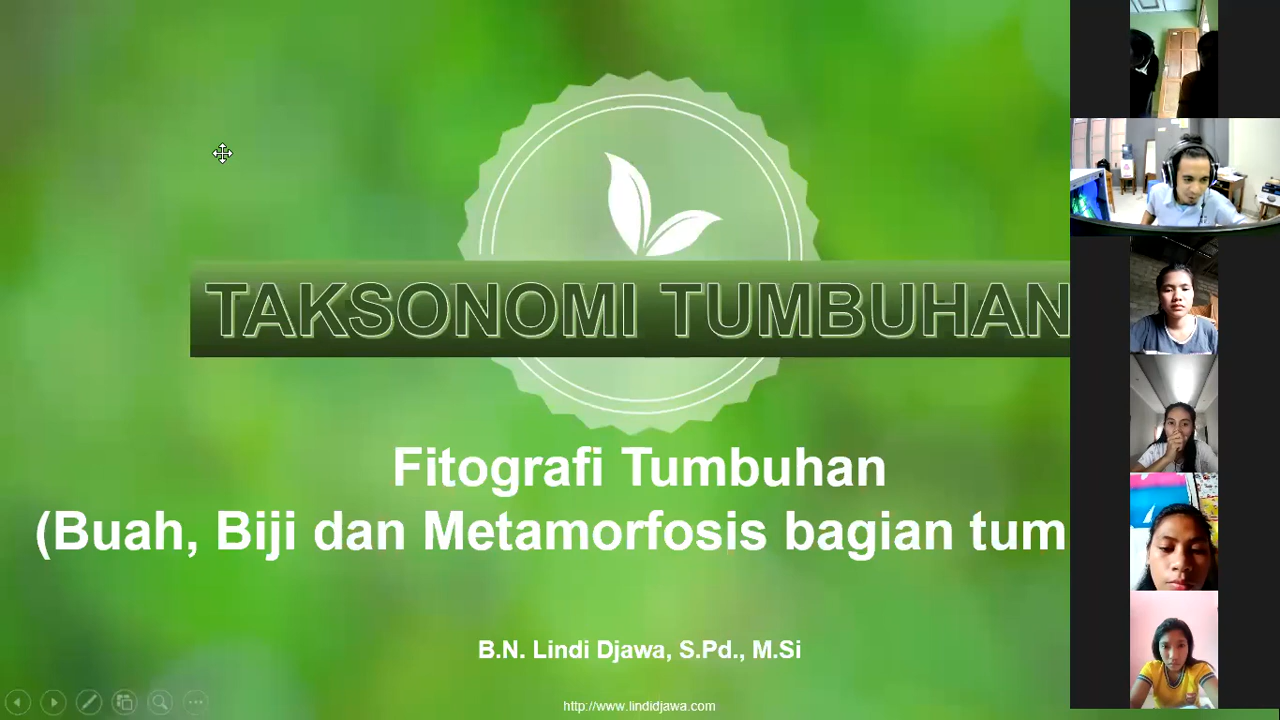 TAKSONOMI TUMBUHAN
Fitografi Tumbuhan
(Buah, Biji dan Metamorfosis bagian tum
B.N. Lindi Djawa, S.Pd., M.Si
http://www.lindidjawa.com